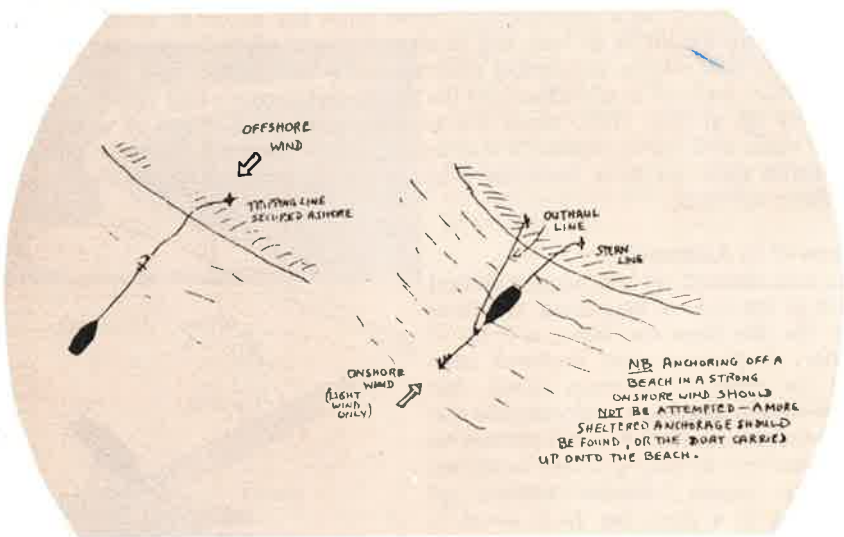 OFFSHORE
WIND
TRIPPING LINE
SECURED ASHORE
OUTHAUL
LINE
STERN
LINE
ONSHORE
WIND
(LIGHT
WIND
ONLY)
NB ANCHORING OFF A
BEACH IN A STRONG
ONSHORE WIND SHOULD
NOT BE ATTEMPTED – A MORE
SHELTERED ANCHORAGE SHOULD
BE FOUND, OR THE BOAT CARRIED
UP ONTO THE BEACH.